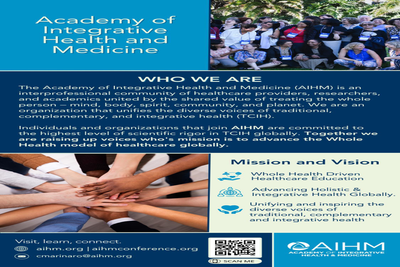 Academy of
Integrative
Health and
Medicine
WHO WE ARE
The Academy of Integrative Health and Medicine (AIHM) is an
interprofessional community of healthcare providers, researchers,
and academics united by the shared value of treating the whole
person – mind, body, spirit, community, and planet. We are an
organization that unifies the diverse voices of traditional,
complementary, and integrative health (TCIH).
Individuals and organizations that join AIHM are committed to
the highest level of scientific rigor in TCIH globally. Together we
are raising up voices who's mission is to advance the Whole
Health model of healthcare globally.
Mission and Vision
Whole Health Driven
Healthcare Education
Advancing Holistic &
Integrative Health Globally.
Unifying and inspiring the
diverse voices of
traditional, complementary
and integrative health
Visit, learn, connect.
aihm.org | aihmconference.org
cmarinaro@aihm.org
SCAN ME
AIHM
ACADEMY OF INTEGRATIVE
HEALTH & MEDICINE